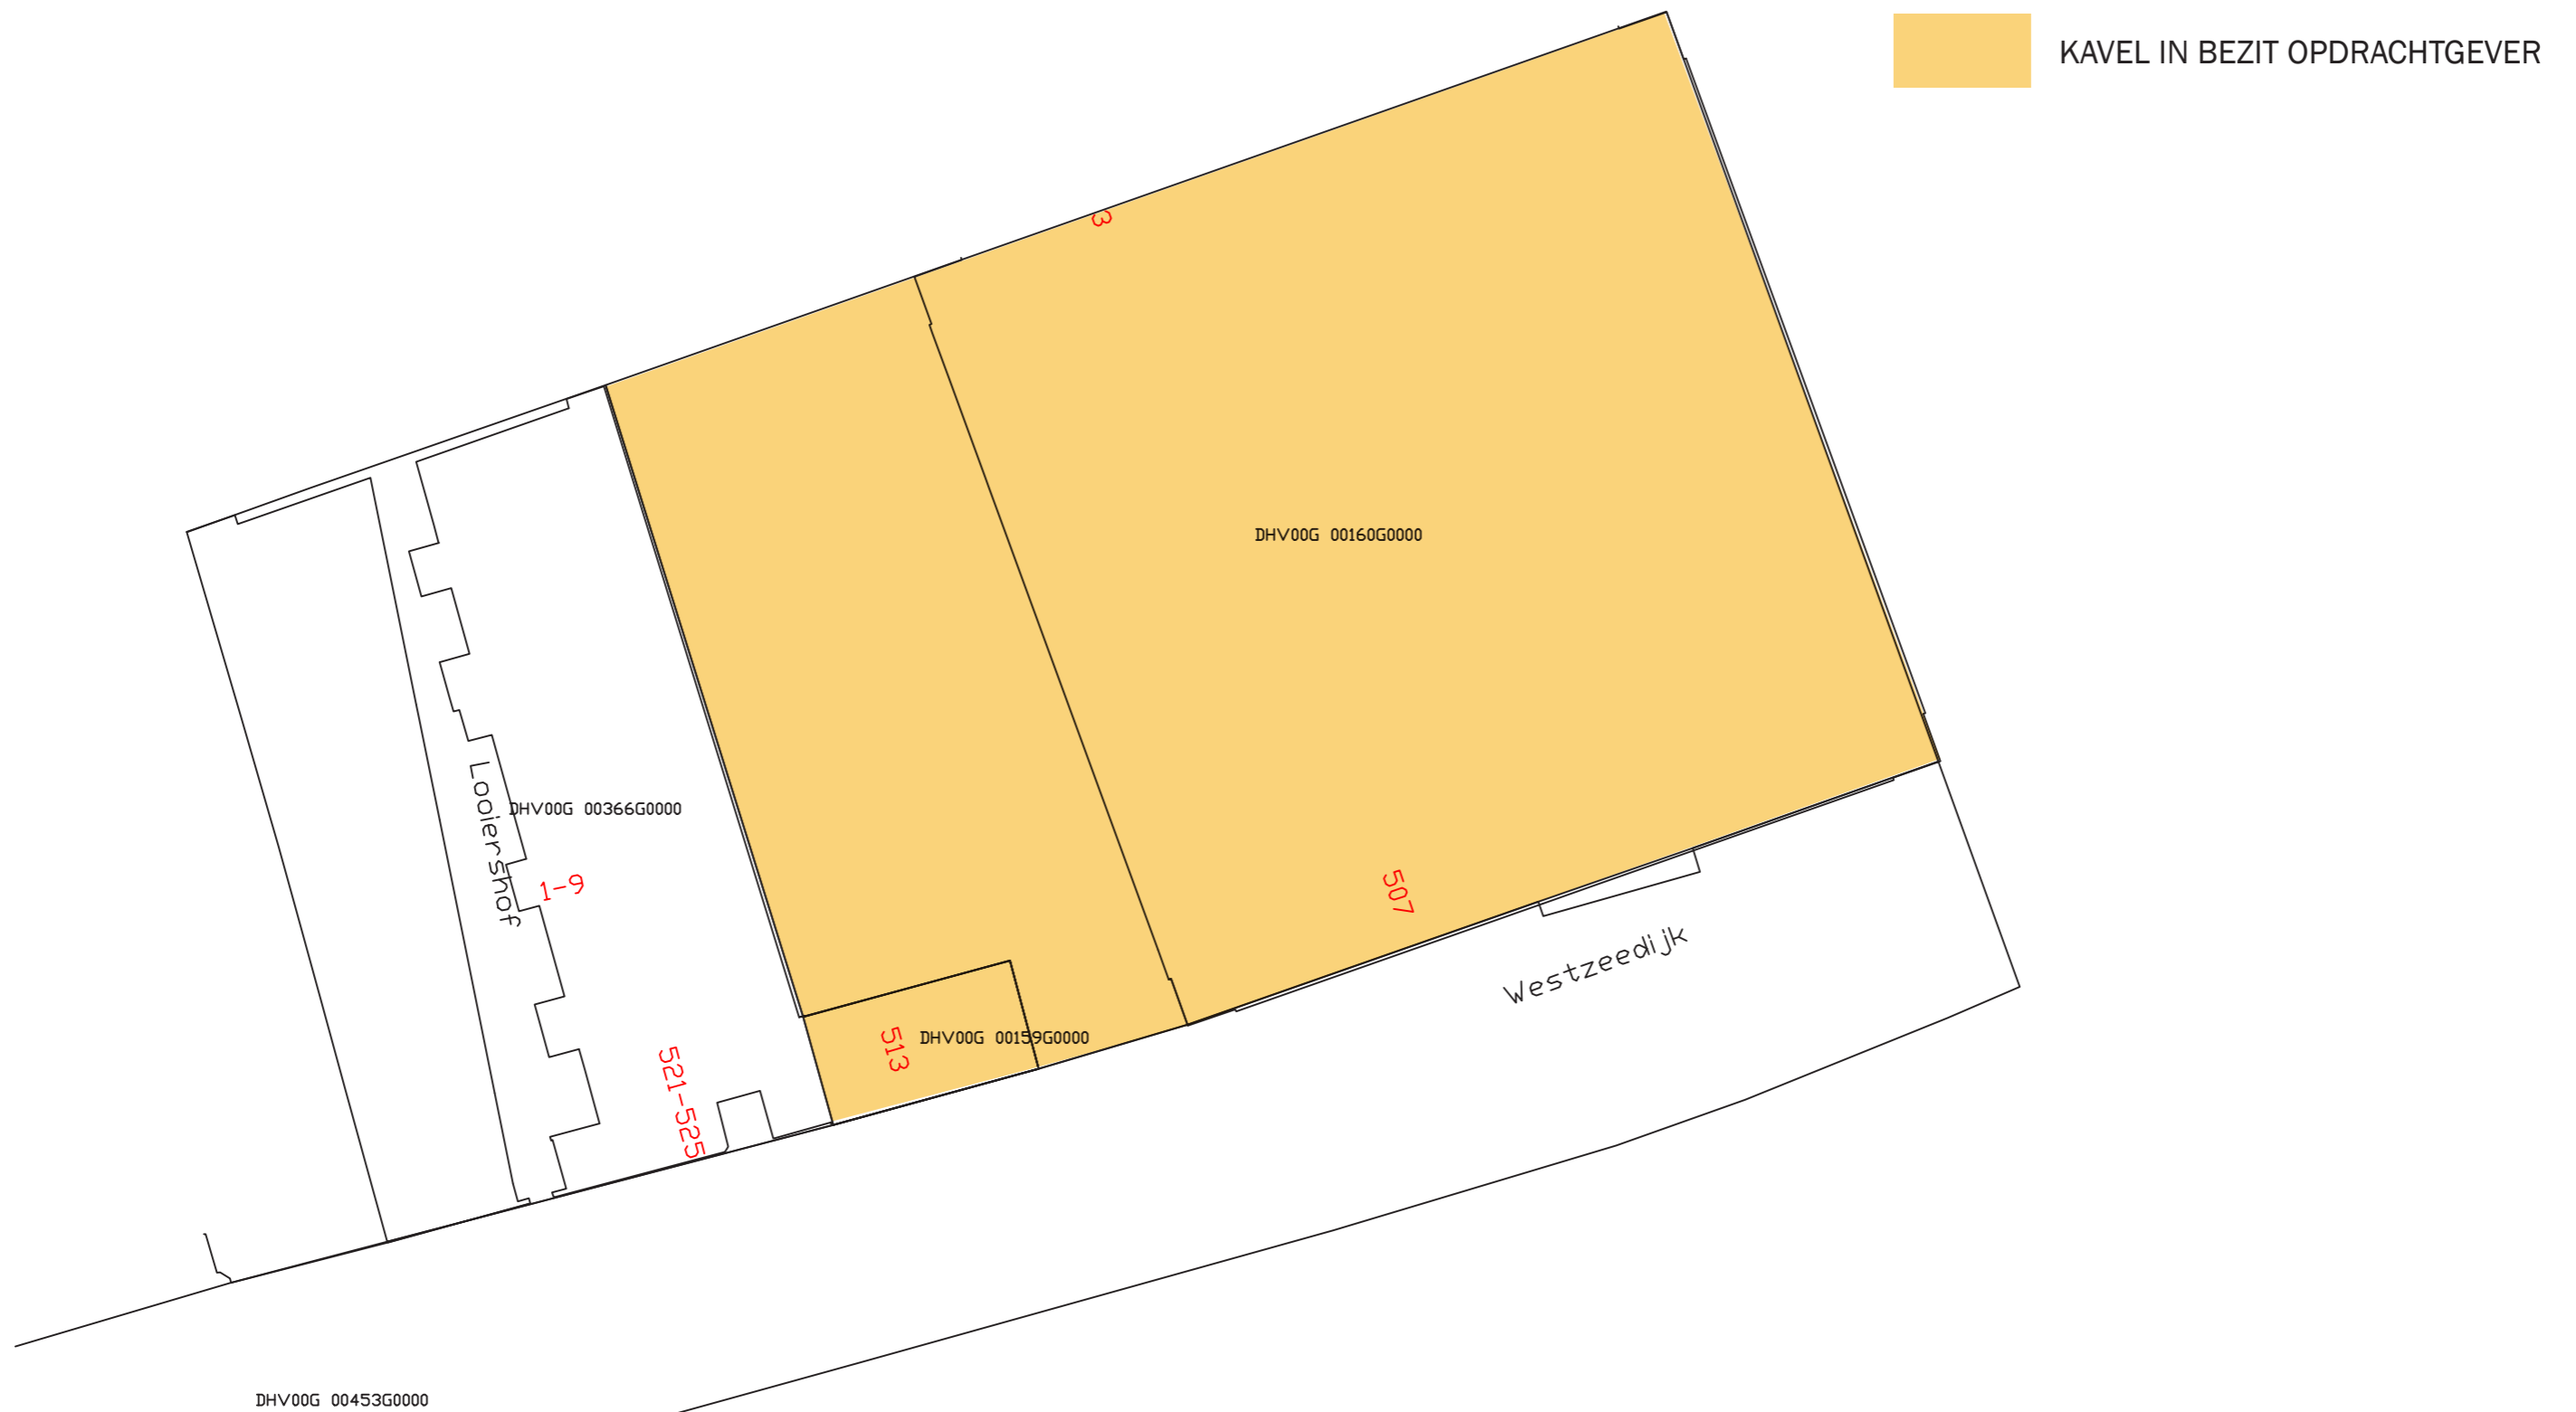 KAVEL IN BEZIT OPDRACHTGEVER
3
DHV00G 00160G0000
Looiershof
DHV00G 00366G0000
1-9
507
Westzeedijk
513
DHV00G 00159G0000
521-525
DHV00G 00453G0000